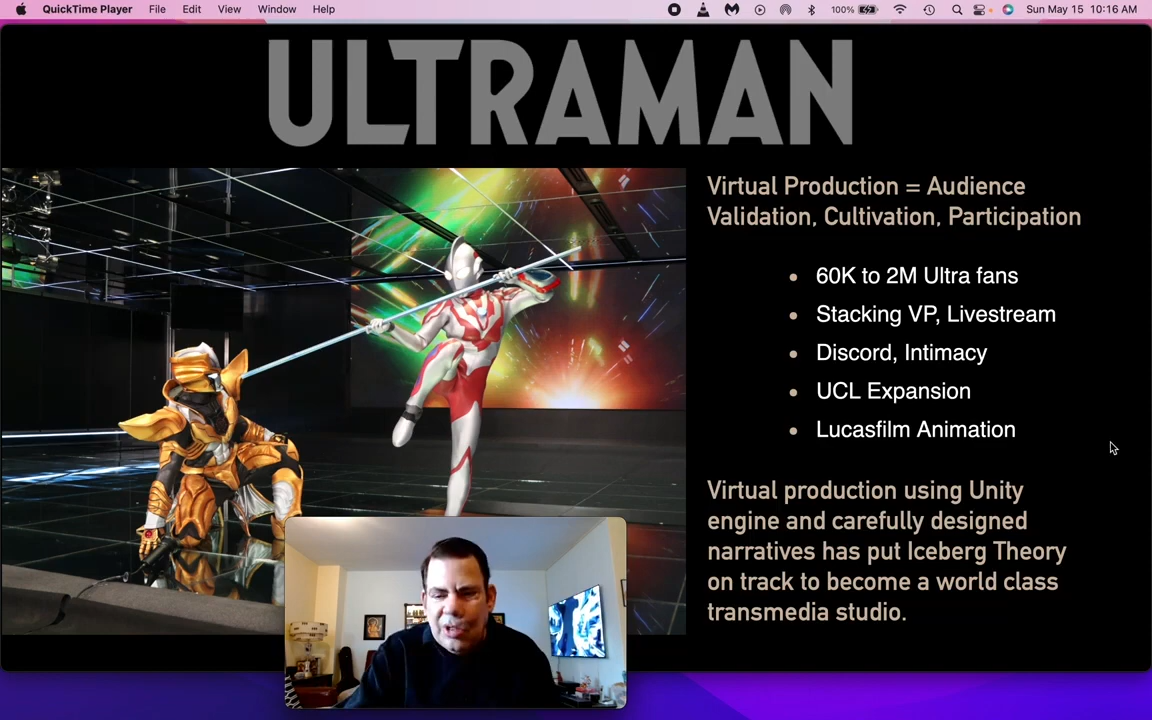 QuickTime Player File Edit View Window Help 100% Sun May 15 10:16 AM
ULTRAMAN
Virtual Production = Audience
Validation, Cultivation, Participation
• 60K to 2M Ultra fans
• Stacking VP, Livestream
• Discord, Intimacy
• UCL Expansion
• Lucasfilm Animation
Virtual production using Unity
engine and carefully designed
narratives has put Iceberg Theory
on track to become a world class
transmedia studio.